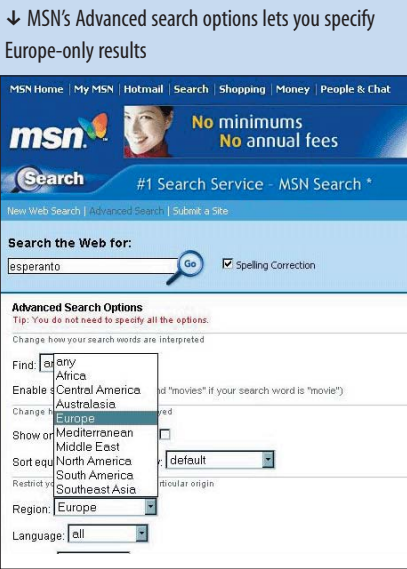 ↓ MSN's Advanced search options lets you specify
Europe-only results
MSN Home | My MSN | Hotmail | Search | Shopping | Money | People & Chat
msn.
No minimums
No annual fees
Search
#1 Search Service - MSN Search *
New Web Search | Advanced Search | Submit a Site
Search the Web for:
esperanto
Go
Spelling Correction
Advanced Search Options
Tip: You do not need to specify all the options.
Change how your search words are interpreted
Find:
any
Africa
Central America
Australasia
Europe
Mediterranean
Middle East
North America
South America
Southeast Asia
Enable
"movies" if your search word is "movie")
Change
Show
Sort
default
Restrict
origin
Region: Europe
Language: all